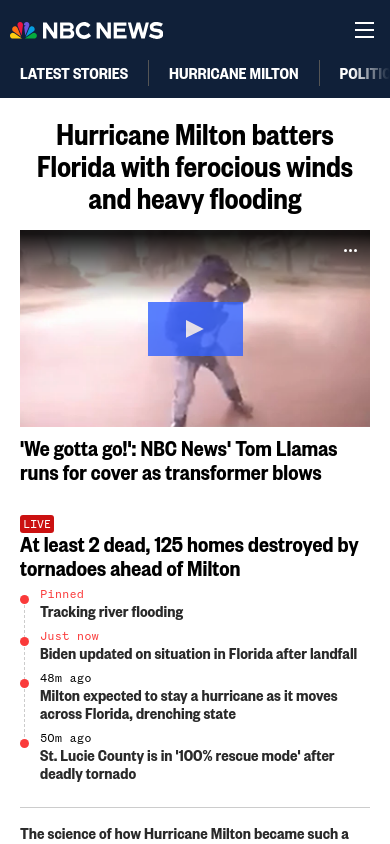 NBC NEWS
LATEST STORIES
HURRICANE MILTON
POLITIC
Hurricane Milton batters
Florida with ferocious winds
and heavy flooding
'We gotta go!': NBC News' Tom Llamas
runs for cover as transformer blows
LIVE
At least 2 dead, 125 homes destroyed by
tornadoes ahead of Milton
Pinned
Tracking river flooding
Just now
Biden updated on situation in Florida after landfall
48m ago
Milton expected to stay a hurricane as it moves
across Florida, drenching state
50m ago
St. Lucie County is in '100% rescue mode' after
deadly tornado
The science of how Hurricane Milton became such a